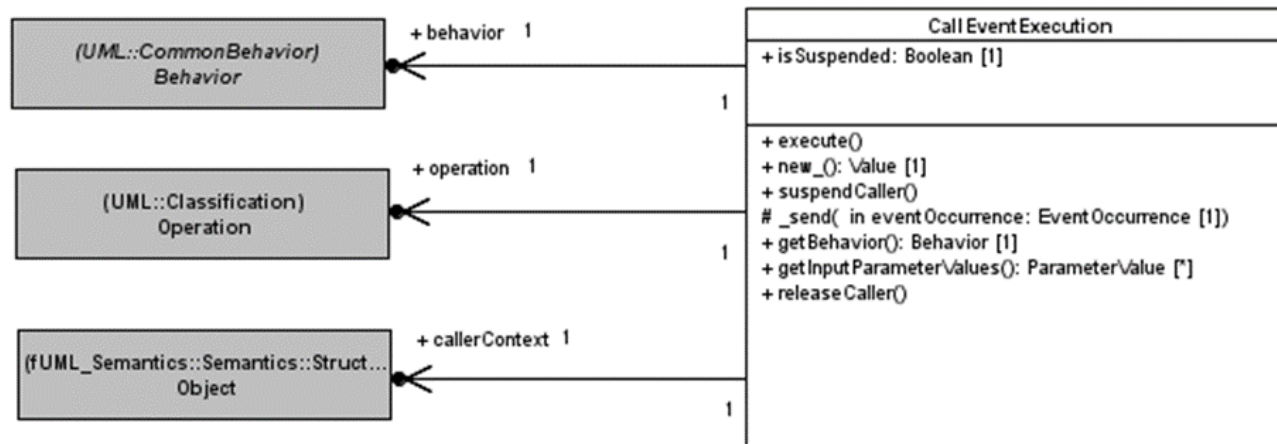 (UML::CommonBehavior)
Behavior
+ behavior 1
1
(UML::Classification)
Operation
+ operation 1
1
(fUML_Semantics::Semantics::Struct...
Object
+ callerContext 1
1
CallEventExecution
+ isSuspended: Boolean [1]
+ execute()
+ new_(): Value [1]
+ suspendCaller()
# _send( in eventOccurrence: EventOccurrence [1])
+ getBehavior(): Behavior [1]
+ getInputParameterValues(): ParameterValue [*]
+ releaseCaller()